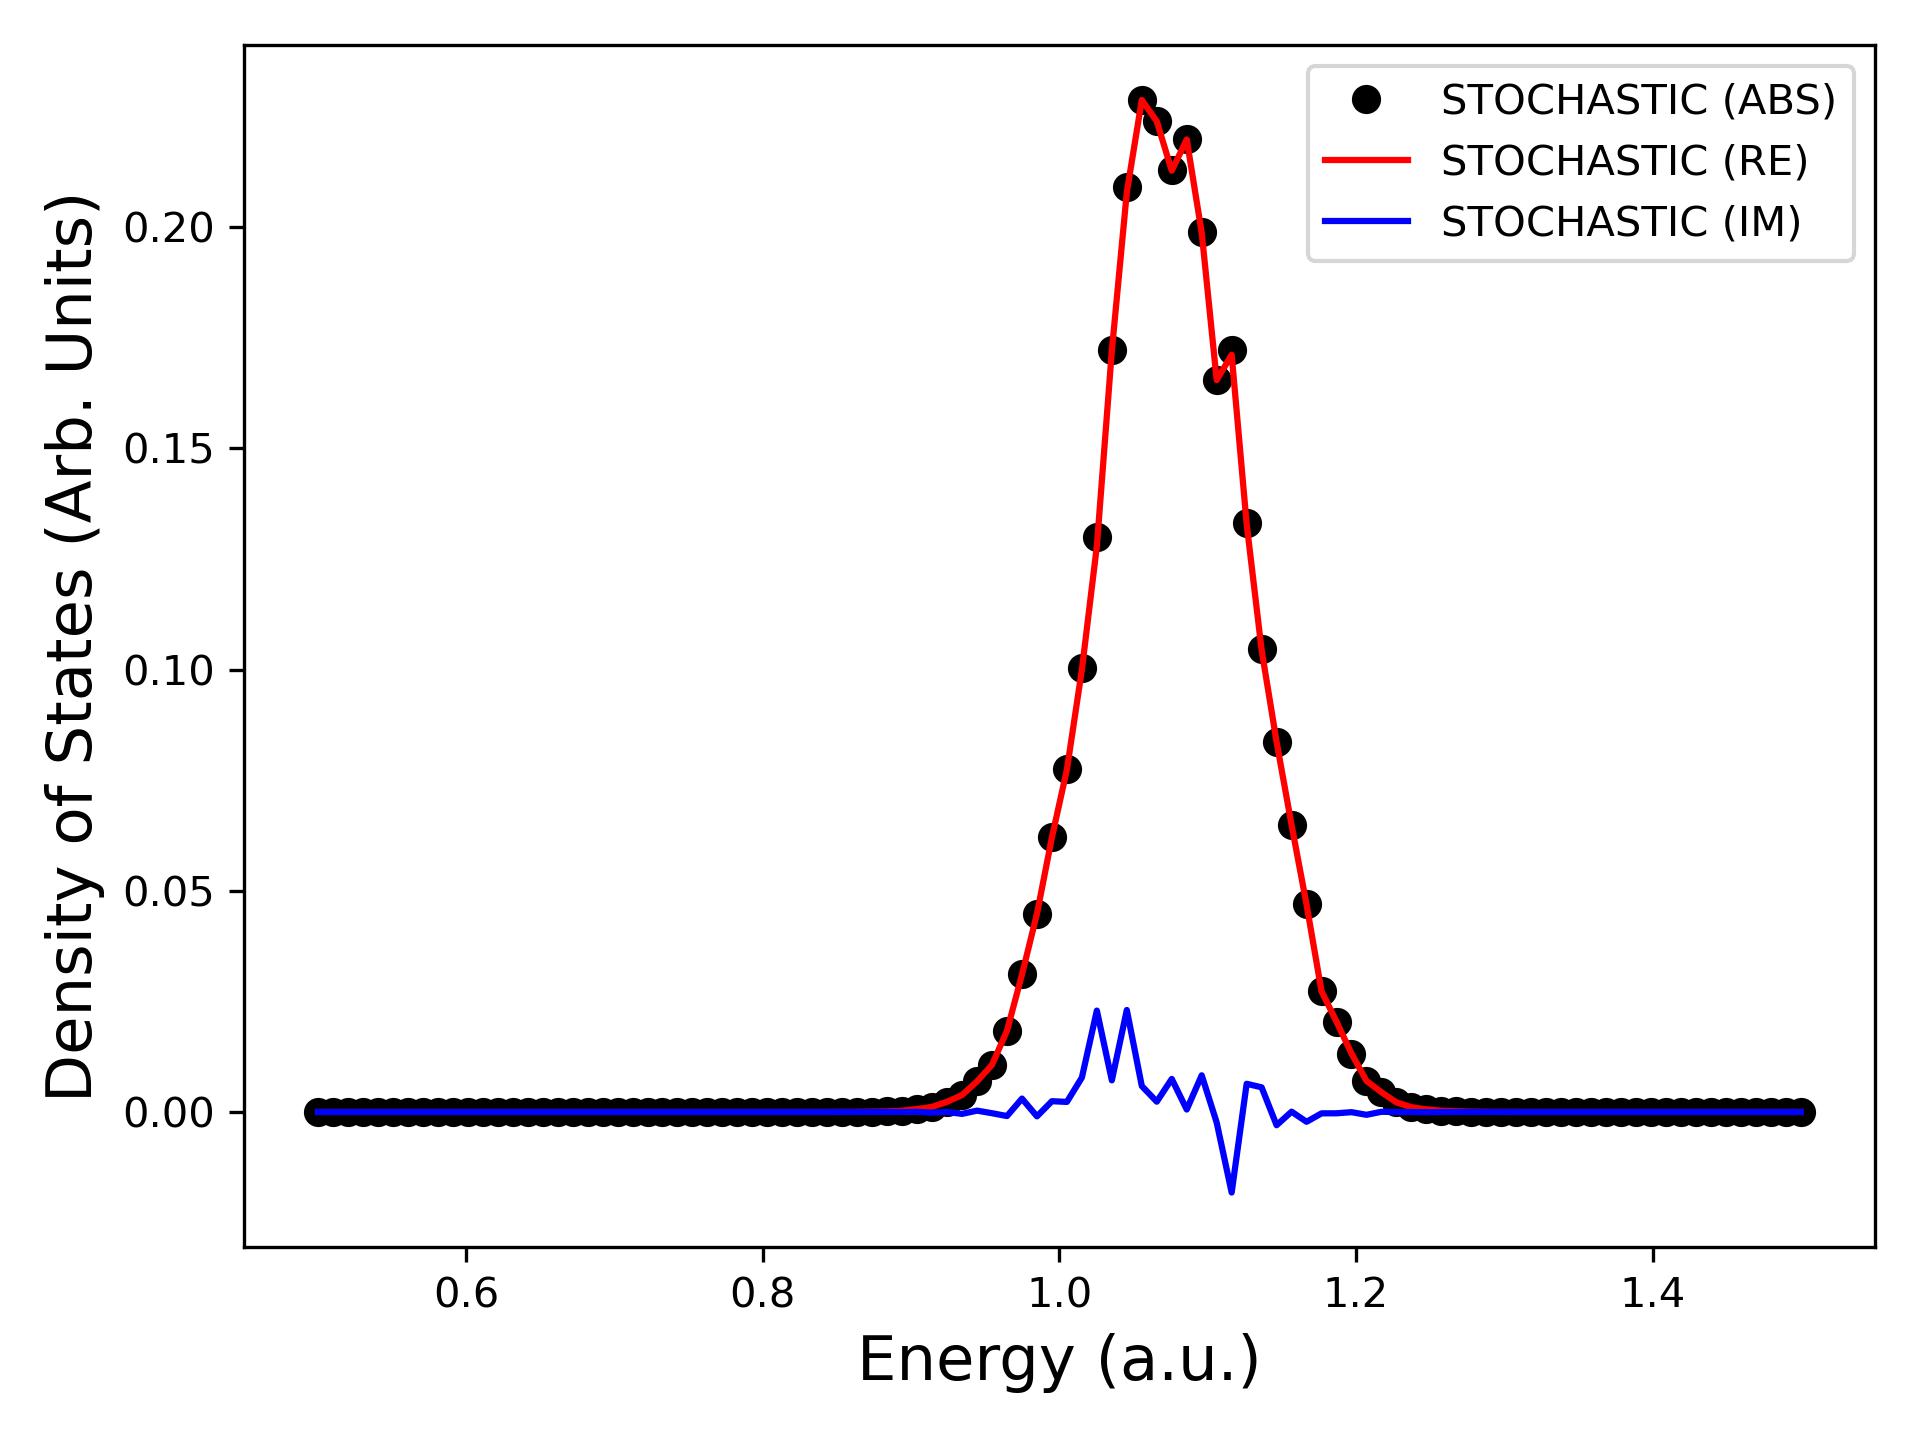 STOCHASTIC (ABS)
STOCHASTIC (RE)
STOCHASTIC (IM)
Density of States (Arb. Units)
0.20
0.15
0.10
0.05
0.00
0.6 0.8 1.0 1.2 1.4
Energy (a.u.)